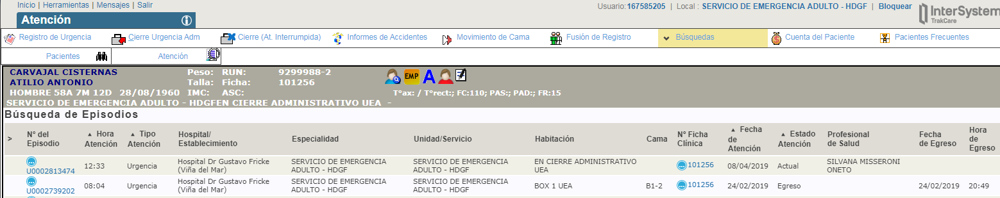 Inicio | Herramientas | Mensajes | Salir
Usuario:167585205 | Local : SERVICIO DE EMERGENCIA ADULTO - HDGF | Bloquear
InterSystem
TrakCare
Atención
Registro de Urgencia Cierre Urgencia Adm Cierre (At. Interrumpida) Informes de Accidentes Movimiento de Cama Fusión de Registro Búsquedas Cuenta del Paciente Pacientes Frecuentes
Pacientes Atención
CARVAJAL CISTERNAS Peso: RUN: 9299988-2
ATILIO ANTONIO Talla: Ficha: 101256
EMP A
HOMBRE 58A 7M 12D 28/08/1960 IMC: ASC: T°ax: / T°rect:; FC:110; PAS:; PAD:; FR:15
SERVICIO DE EMERGENCIA ADULTO - HDGFEN CIERRE ADMINISTRATIVO UEA -
Búsqueda de Episodios
> N° del Episodio Hora Atención Tipo Atención Hospital/ Establecimiento Especialidad Unidad/Servicio Habitación Cama N° Ficha Clínica Fecha de Atención Estado Atención Profesional de Salud Fecha de Egreso Hora de Egreso
U0002813474 12:33 Urgencia Hospital Dr Gustavo Fricke (Viña del Mar) SERVICIO DE EMERGENCIA ADULTO - HDGF SERVICIO DE EMERGENCIA ADULTO - HDGF EN CIERRE ADMINISTRATIVO UEA 101256 08/04/2019 Actual SILVANA MISSERONI ONETO
U0002739202 08:04 Urgencia Hospital Dr Gustavo Fricke (Viña del Mar) SERVICIO DE EMERGENCIA ADULTO - HDGF SERVICIO DE EMERGENCIA ADULTO - HDGF BOX 1 UEA B1-2 101256 24/02/2019 Egreso 24/02/2019 20:49